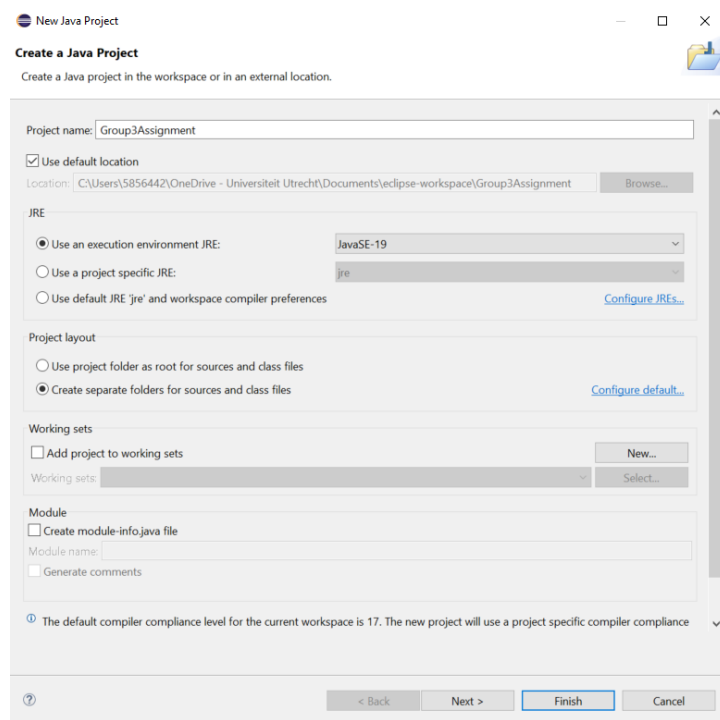 New Java Project
Create a Java Project
Create a Java project in the workspace or in an external location.
Project name: Group3Assignment
Use default location
Location: C:\Users\5856442\OneDrive - Universiteit Utrecht\Documents\eclipse-workspace\Group3Assignment Browse...
JRE
Use an execution environment JRE: JavaSE-19
Use a project specific JRE: jre
Use default JRE 'jre' and workspace compiler preferences Configure JREs...
Project layout
Use project folder as root for sources and class files
Create separate folders for sources and class files Configure default...
Working sets
Add project to working sets New...
Working sets: Select...
Module
Create module-info.java file
Module name:
Generate comments
The default compiler compliance level for the current workspace is 17. The new project will use a project specific compiler compliance
< Back Next > Finish Cancel